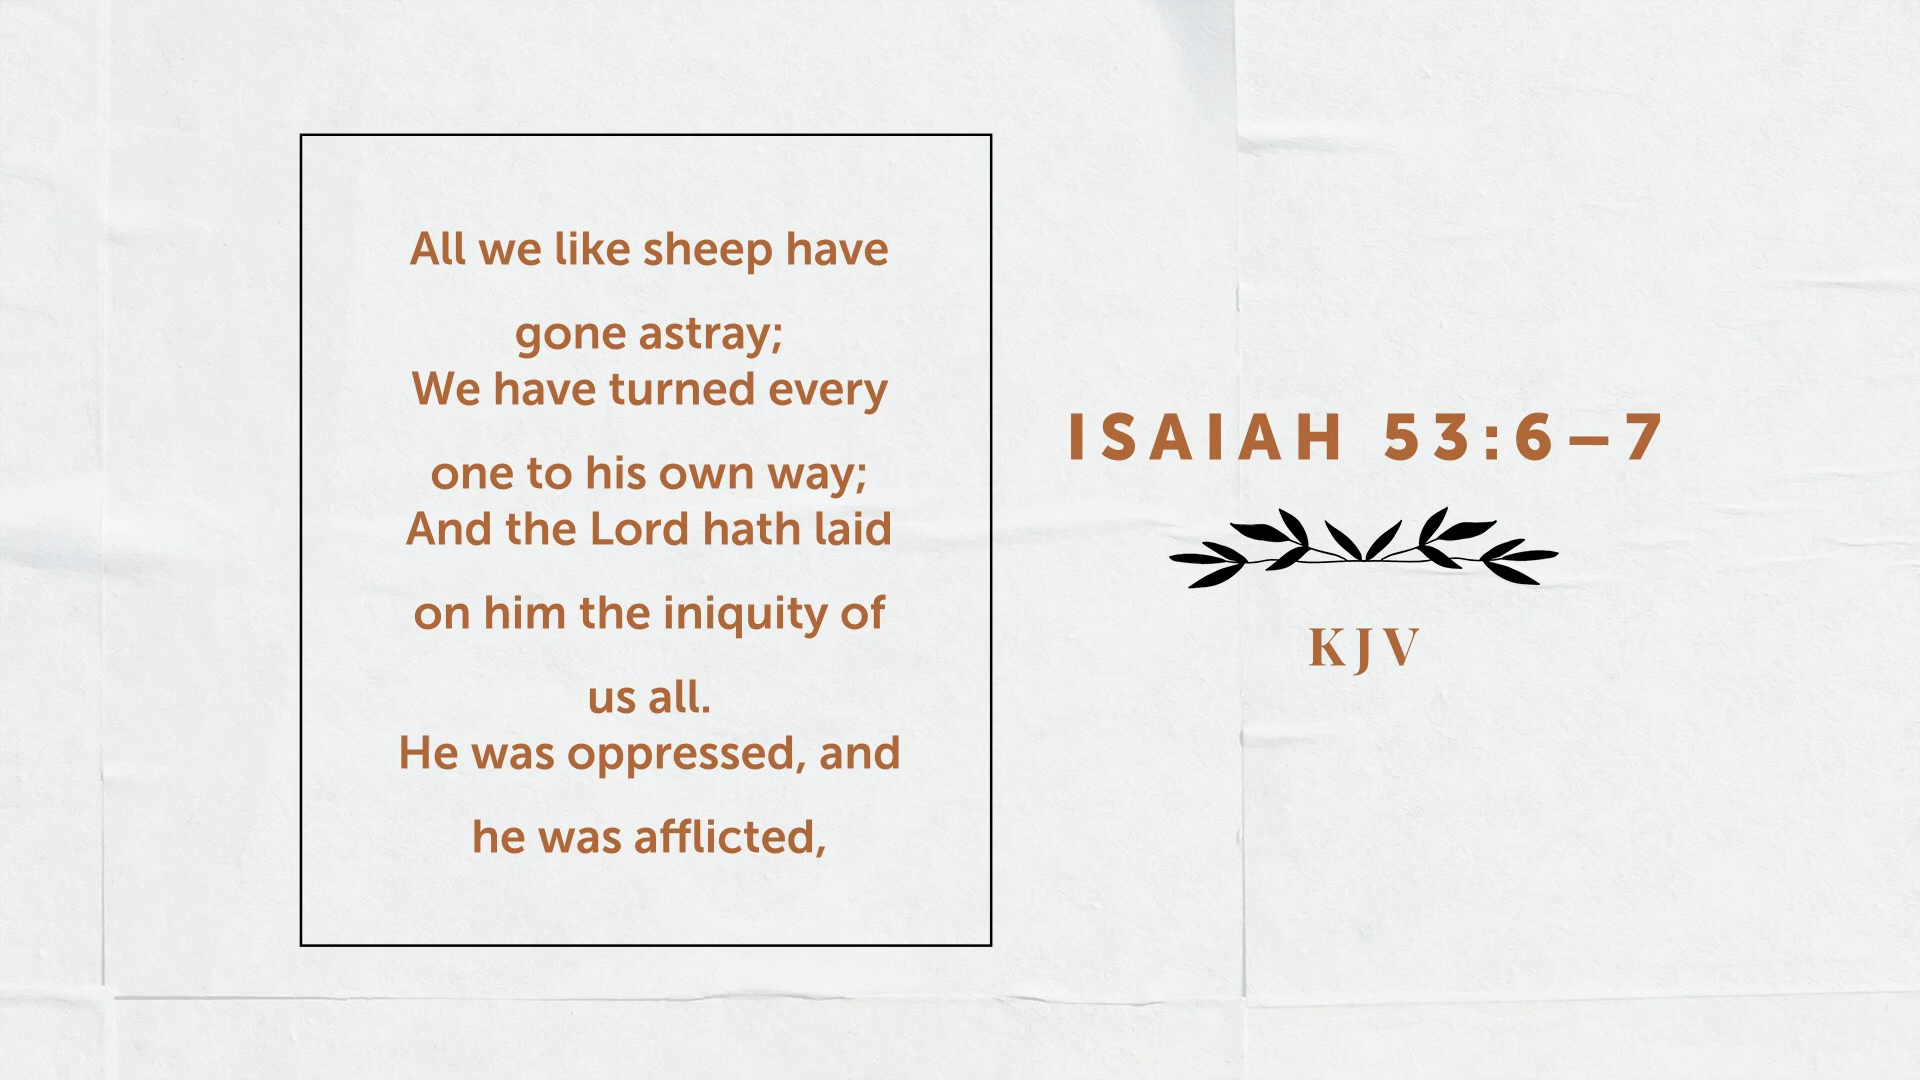 All we like sheep have
gone astray;
We have turned every
one to his own way;
And the Lord hath laid
on him the iniquity of
us all.
He was oppressed, and
he was afflicted,
ISAIAH 53:6–7
KJV